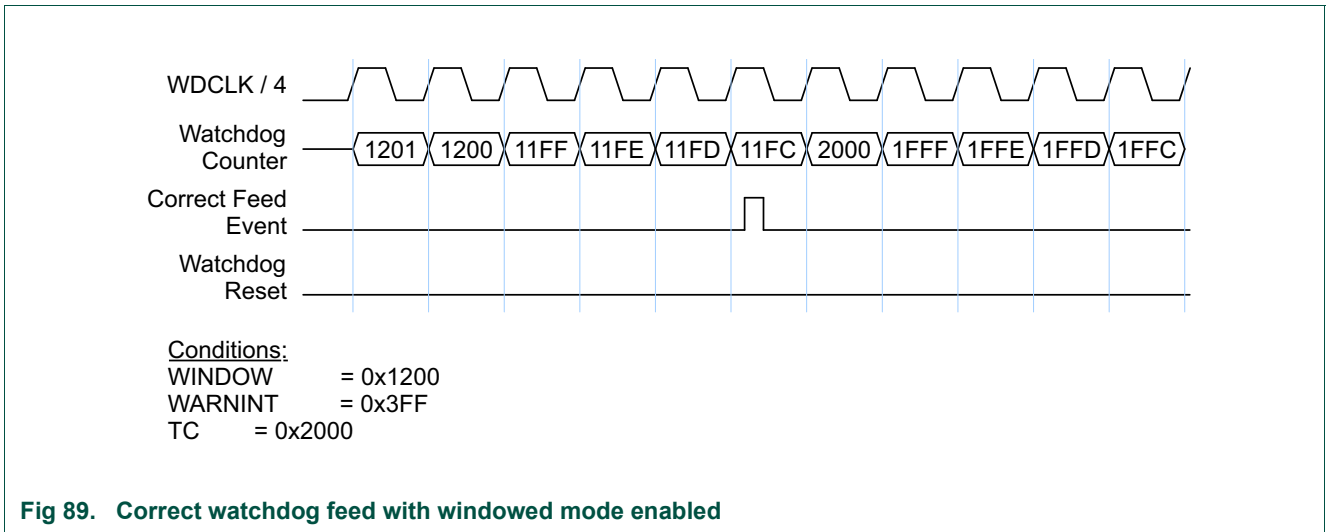 WDCLK / 4
Watchdog
Counter
1201 1200 11FF 11FE 11FD 11FC 2000 1FFF 1FFE 1FFD 1FFC
Correct Feed
Event
Watchdog
Reset
Conditions:
WINDOW = 0x1200
WARNINT = 0x3FF
TC = 0x2000
Fig 89. Correct watchdog feed with windowed mode enabled